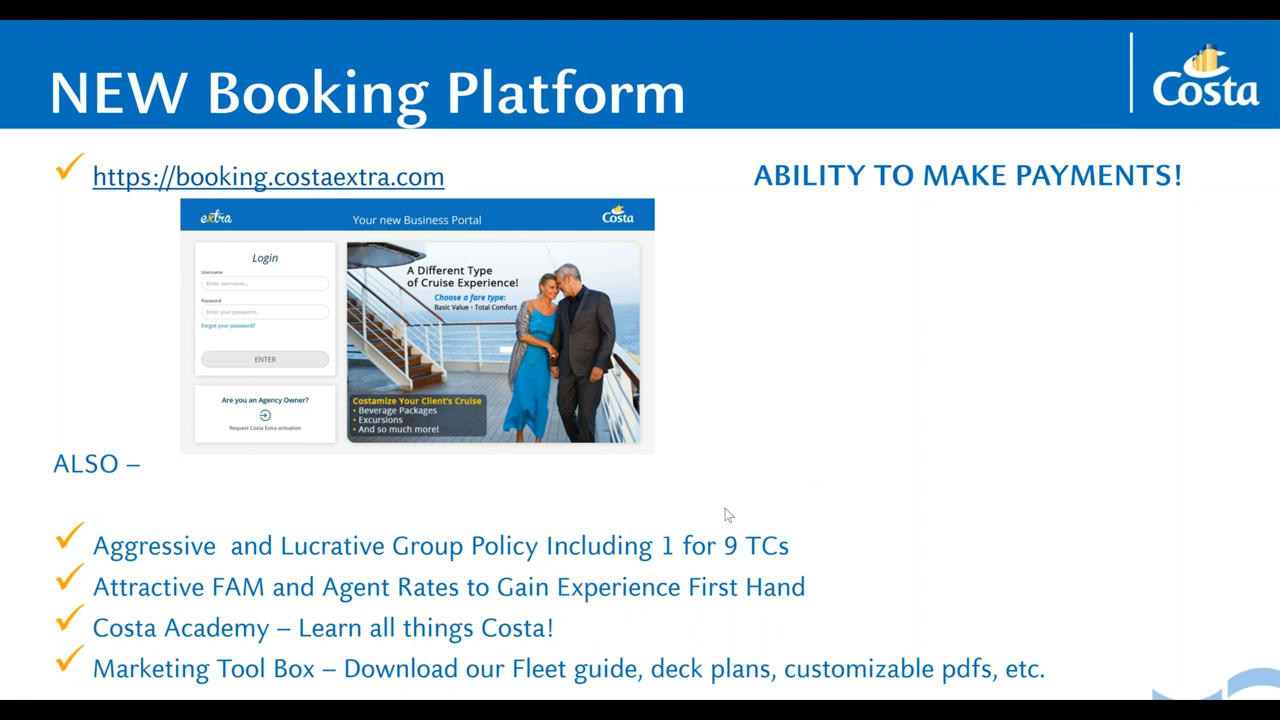 NEW Booking Platform
Costa
https://booking.costaextra.com
ABILITY TO MAKE PAYMENTS!
extra
Your new Business Portal
Costa
Login
Username
Enter username...
Password
Enter your password...
Forgot your password?
ENTER
Are you an Agency Owner?
Request Costa Extra activation
A Different Type
of Cruise Experience!
Choose a fare type:
Basic Value • Total Comfort
Costamize Your Client's Cruise
• Beverage Packages
• Excursions
• And so much more!
ALSO –
Aggressive and Lucrative Group Policy Including 1 for 9 TCs
Attractive FAM and Agent Rates to Gain Experience First Hand
Costa Academy – Learn all things Costa!
Marketing Tool Box – Download our Fleet guide, deck plans, customizable pdfs, etc.